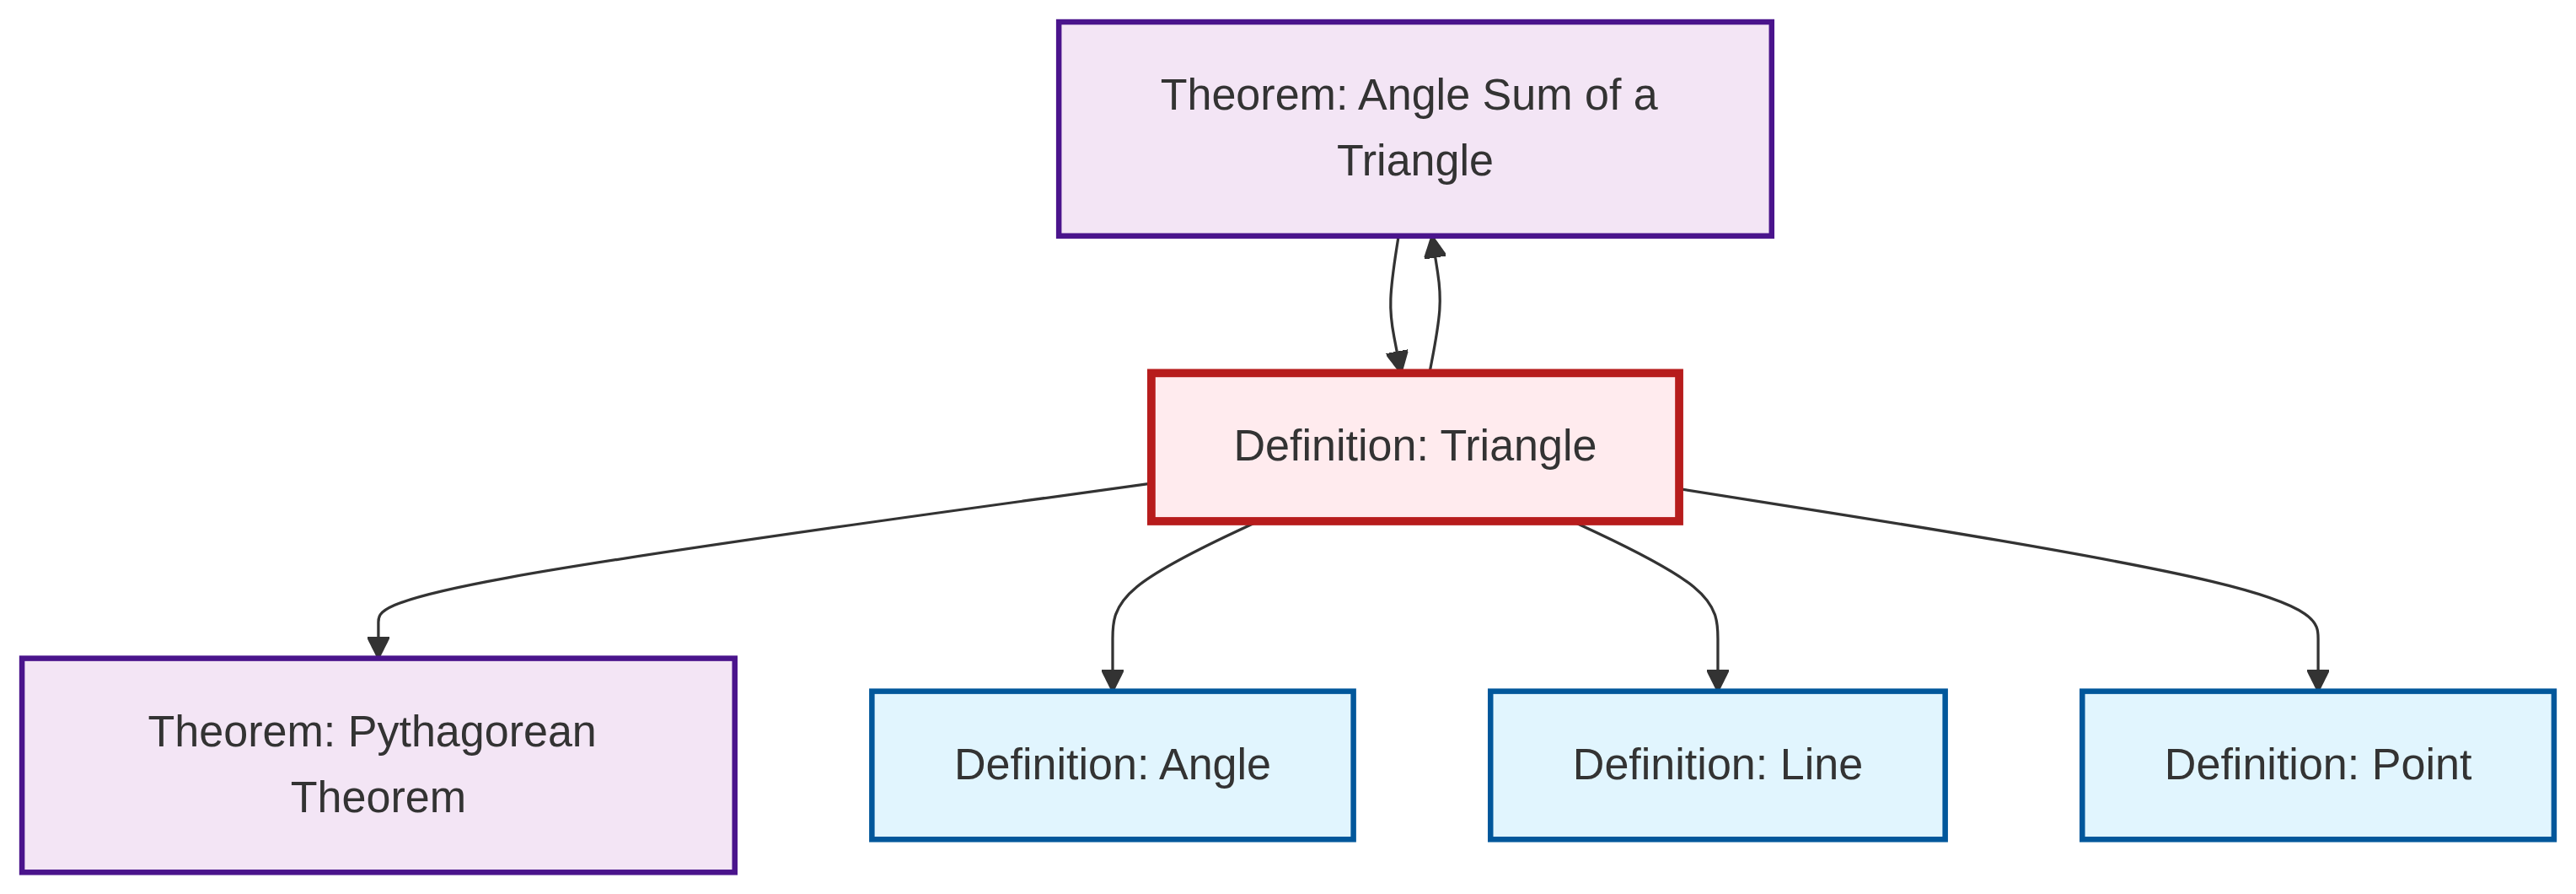 Theorem: Angle Sum of a
Triangle
Definition: Triangle
Theorem: Pythagorean
Theorem
Definition: Angle
Definition: Line
Definition: Point